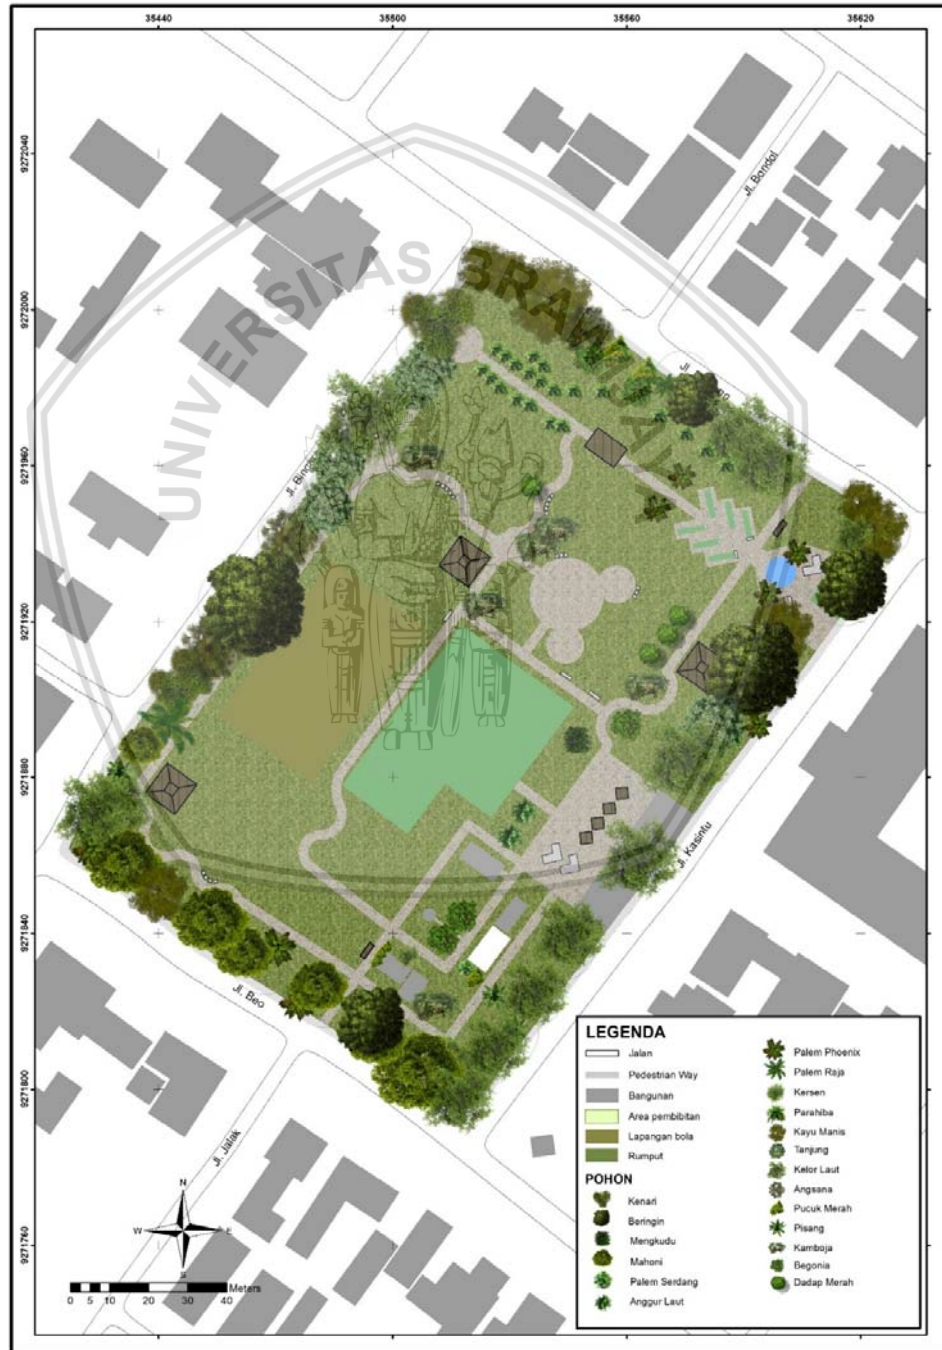 35440 35500 35560 35620
9272040
9272000
9271960
9271920
9271880
9271840
9271800
9271760
UNIVERSITAS BRAWIJAYA
Jl. Bandol
Jl. Kasintu
Jl. Beo
Jl. Jalak
N
W E
S
Meters
0 5 10 20 30 40
LEGENDA
Jalan
Pedestrian Way
Bangunan
Area pembibitan
Lapangan bola
Rumput
POHON
Kenari
Beringin
Mengkudu
Mahoni
Palem Serdang
Anggur Laut
Palem Phoenix
Palem Raja
Kersen
Parahiba
Kayu Manis
Tanjung
Kelor Laut
Angsana
Pucuk Merah
Pisang
Kamboja
Begonia
Dadap Merah